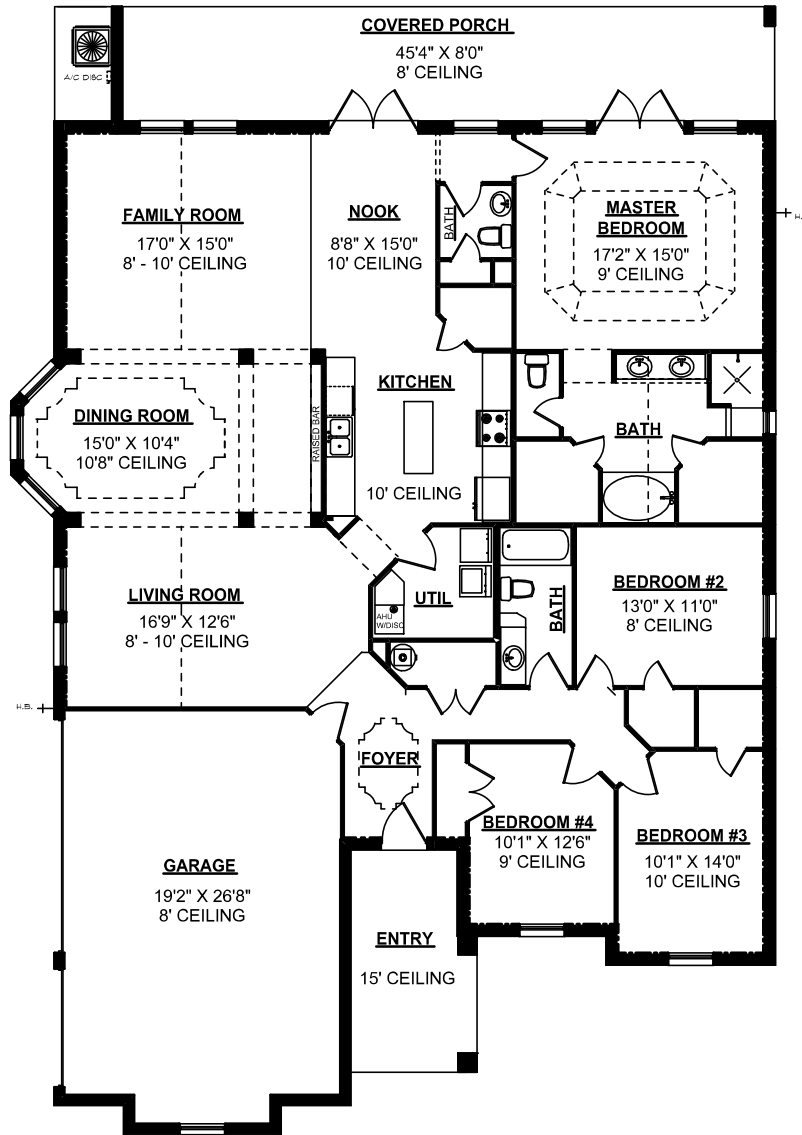 COVERED PORCH
45'4" X 8'0"
8' CEILING
A/C DISC
FAMILY ROOM
17'0" X 15'0"
8' - 10' CEILING
NOOK
8'8" X 15'0"
10' CEILING
BATH
MASTER
BEDROOM
17'2" X 15'0"
9' CEILING
H.
DINING ROOM
15'0" X 10'4"
10'8" CEILING
RAISED BAR
KITCHEN
10' CEILING
BATH
LIVING ROOM
16'9" X 12'6"
8' - 10' CEILING
AHU
W/DISC
UTIL
BATH
BEDROOM #2
13'0" X 11'0"
8' CEILING
H.B.
FOYER
GARAGE
19'2" X 26'8"
8' CEILING
BEDROOM #4
10'1" X 12'6"
9' CEILING
BEDROOM #3
10'1" X 14'0"
10' CEILING
ENTRY
15' CEILING